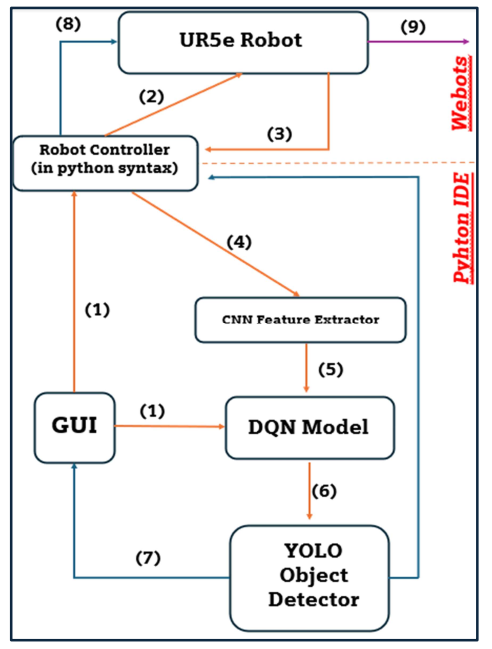 (8)
UR5e Robot
(9)
Webots
(2)
(3)
Robot Controller
(in python syntax)
Pyhton IDE
(4)
(1)
CNN Feature Extractor
(5)
(1)
GUI
DQN Model
(6)
(7)
YOLO
Object
Detector